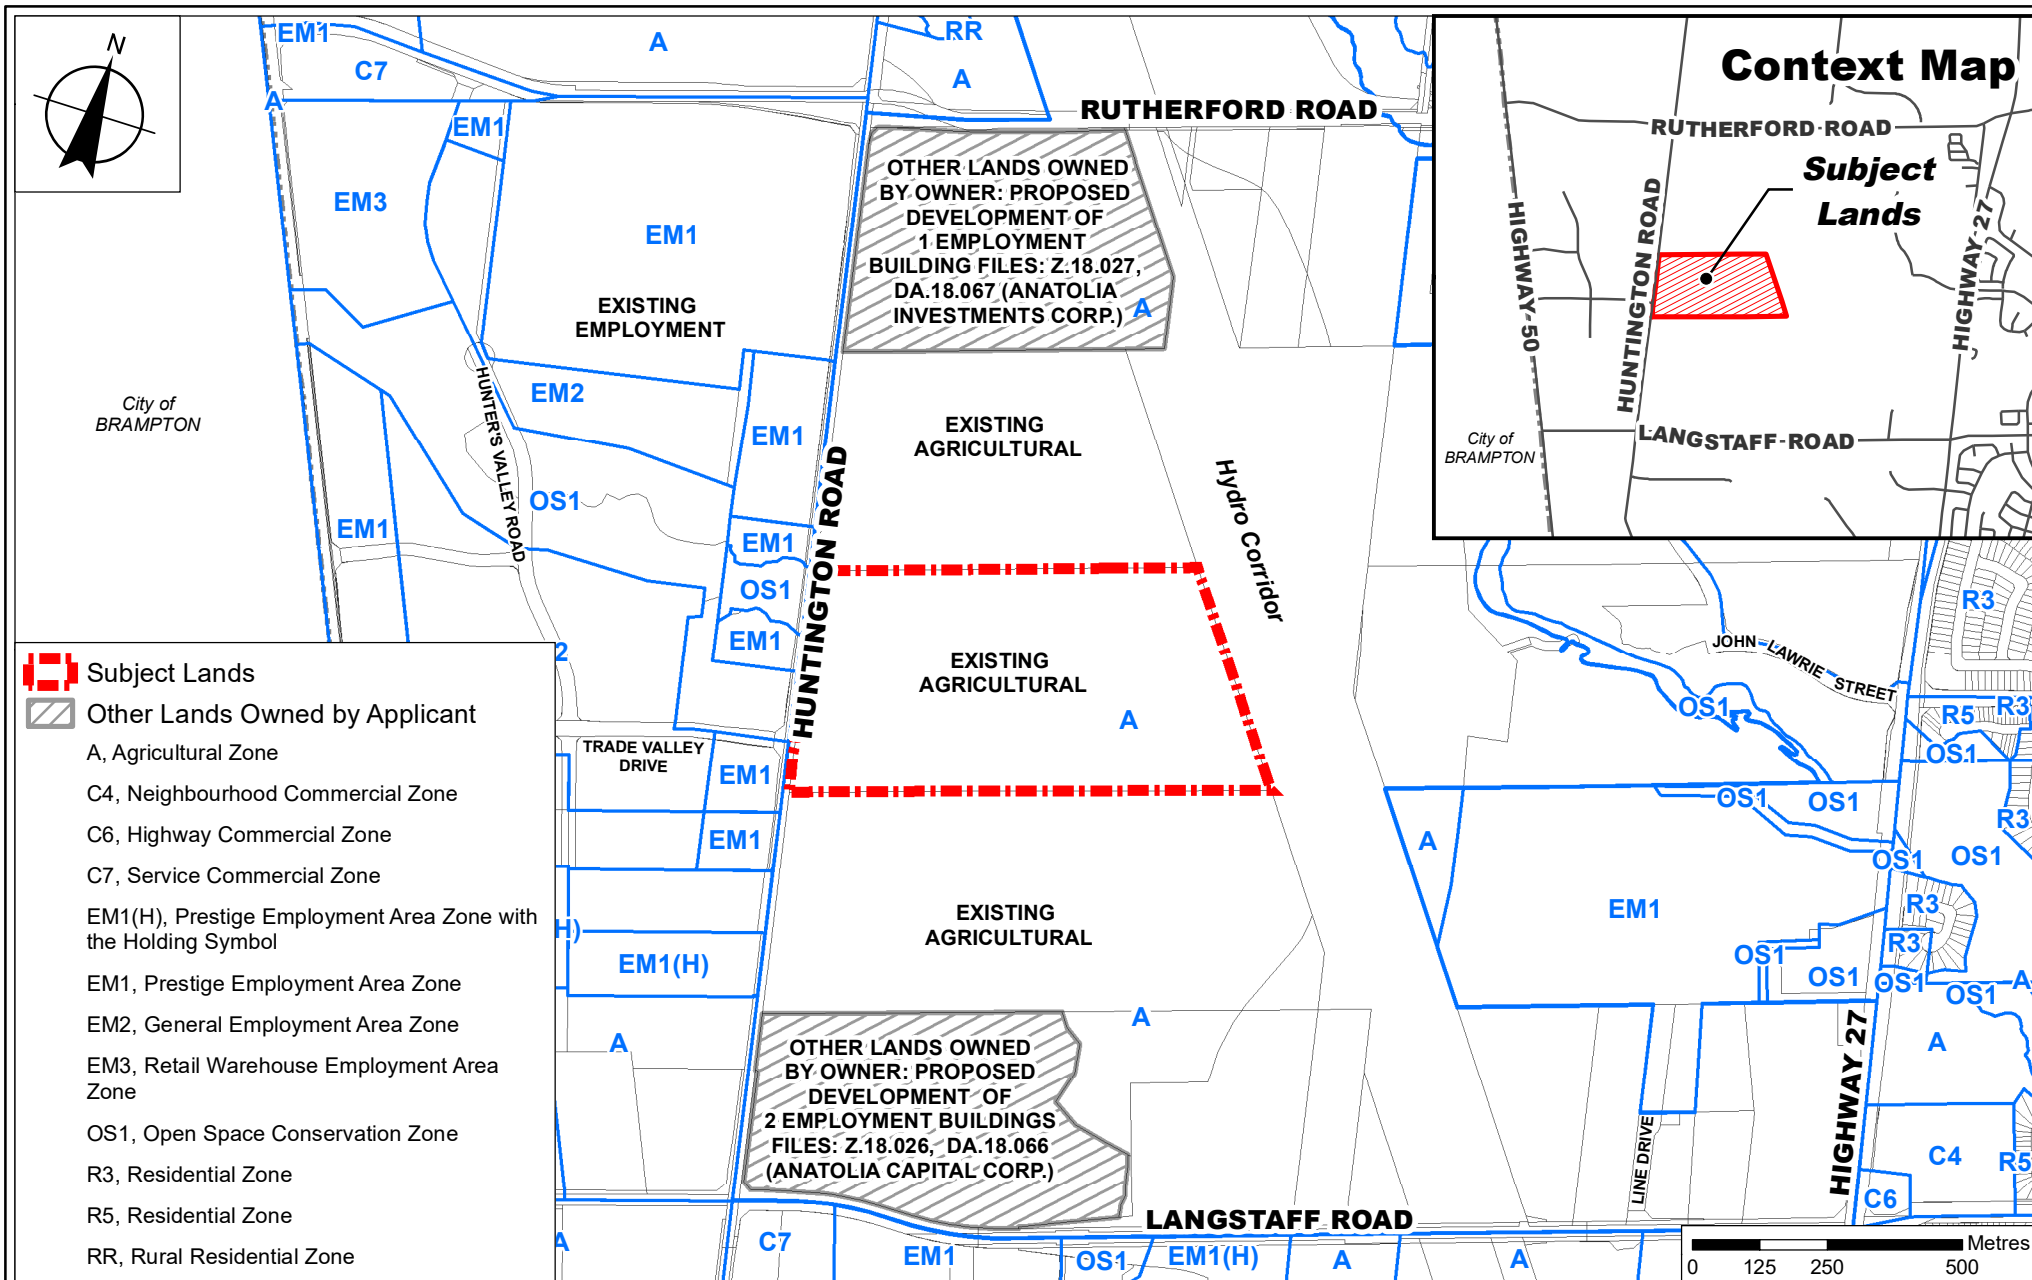 N
EM1
C7
A
A
RR
A
EM1
EM3
EM1
EXISTING
EMPLOYMENT
RUTHERFORD ROAD
OTHER LANDS OWNED
BY OWNER: PROPOSED
DEVELOPMENT OF
1 EMPLOYMENT
BUILDING FILES: Z.18.027,
DA.18.067 (ANATOLIA
INVESTMENTS CORP.)
A
Context Map
RUTHERFORD ROAD
Subject
Lands
HIGHWAY 50
HUNTINGTON ROAD
HIGHWAY 27
LANGSTAFF ROAD
City of
BRAMPTON
City of
BRAMPTON
HUNTER'S VALLEY ROAD
EM2
EM1
OS1
EM1
EM1
OS1
EM1
HUNTINGTON ROAD
EXISTING
AGRICULTURAL
Hydro Corridor
EXISTING
AGRICULTURAL
A
2
TRADE VALLEY
DRIVE
EM1
EM1
H)
EM1(H)
A
EXISTING
AGRICULTURAL
A
OTHER LANDS OWNED
BY OWNER: PROPOSED
DEVELOPMENT OF
2 EMPLOYMENT BUILDINGS
FILES: Z.18.026, DA.18.066
(ANATOLIA CAPITAL CORP.)
R3
JOHN LAWRIE STREET
OS1
R5
R3
OS1
OS1
OS1
R3
A
OS1
OS1
EM1
R3
R3
OS1
OS1
OS1
OS1
A
HIGHWAY 27
A
LINE DRIVE
C4
R5
C6
LANGSTAFF ROAD
A
C7
EM1
OS1
EM1(H)
A
A
Metres
0 125 250 500
Subject Lands
Other Lands Owned by Applicant
A, Agricultural Zone
C4, Neighbourhood Commercial Zone
C6, Highway Commercial Zone
C7, Service Commercial Zone
EM1(H), Prestige Employment Area Zone with
the Holding Symbol
EM1, Prestige Employment Area Zone
EM2, General Employment Area Zone
EM3, Retail Warehouse Employment Area
Zone
OS1, Open Space Conservation Zone
R3, Residential Zone
R5, Residential Zone
RR, Rural Residential Zone